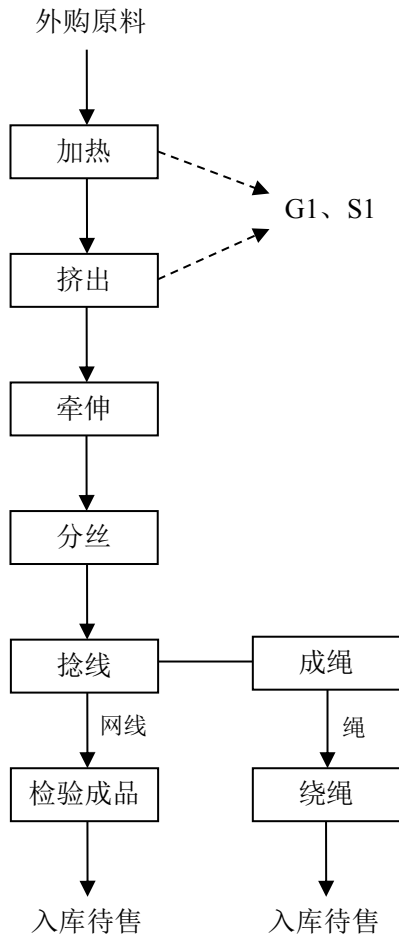 外购原料
加热
G1、S1
挤出
牵伸
分丝
捻线
成绳
网线
绳
检验成品
绕绳
入库待售
入库待售